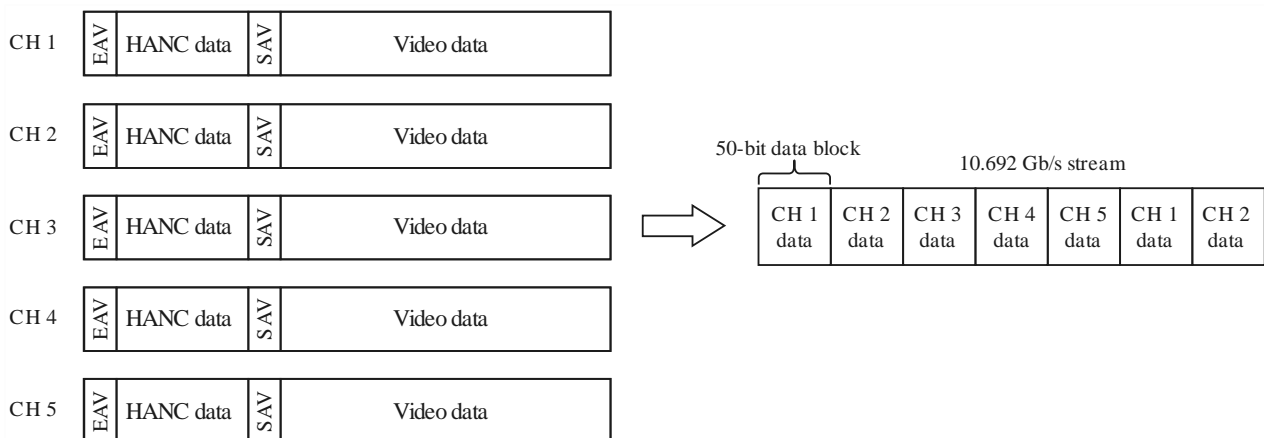 CH 1
EAV
HANC data
SAV
Video data
CH 2
EAV
HANC data
SAV
Video data
CH 3
EAV
HANC data
SAV
Video data
CH 4
EAV
HANC data
SAV
Video data
CH 5
EAV
HANC data
SAV
Video data
50-bit data block
10.692 Gb/s stream
CH 1
data
CH 2
data
CH 3
data
CH 4
data
CH 5
data
CH 1
data
CH 2
data